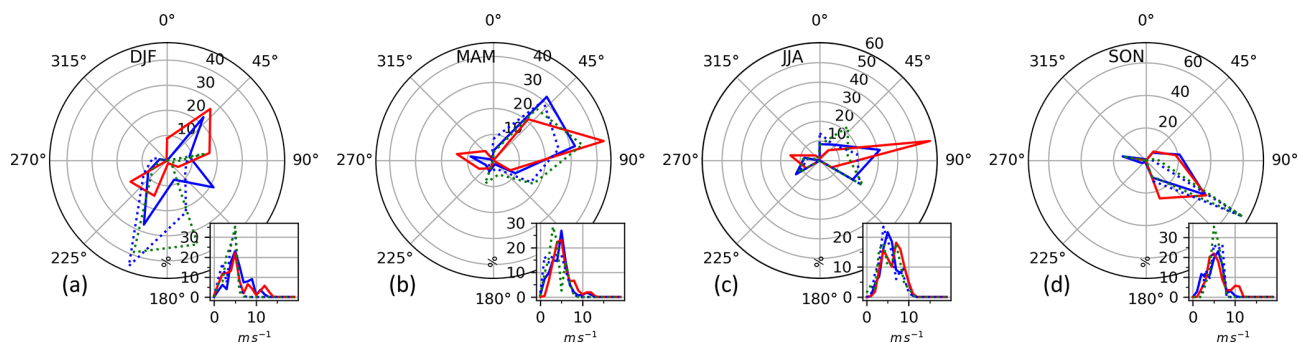 0° 0° 0° 0°
315° DJF 40 45° 315° MAM 40 45° 315° JJA 60 50 45° 315° SON 60 45°
30 30 40 40
20 20 30 20
10 10 20
10
270° 90° 270° 90° 270° 90° 270° 90°
225° 225° 225° 225°
% % % %
180° 180° 180° 180°
(a) (b) (c) (d)
30 20 10 0 30 20 10 0 20 10 0 30 20 10 0
0 10 0 10 0 10 0 10
ms⁻¹ ms⁻¹ ms⁻¹ ms⁻¹